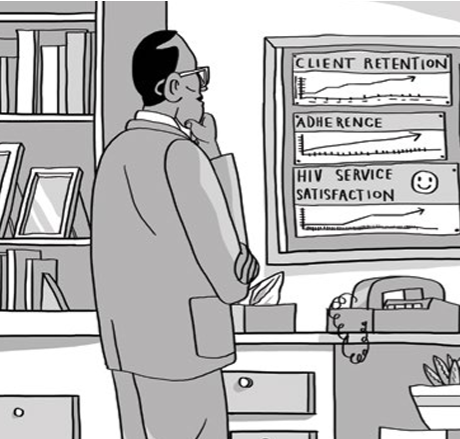 CLIENT RETENTION
ADHERENCE
HIV SERVICE
SATISFACTION